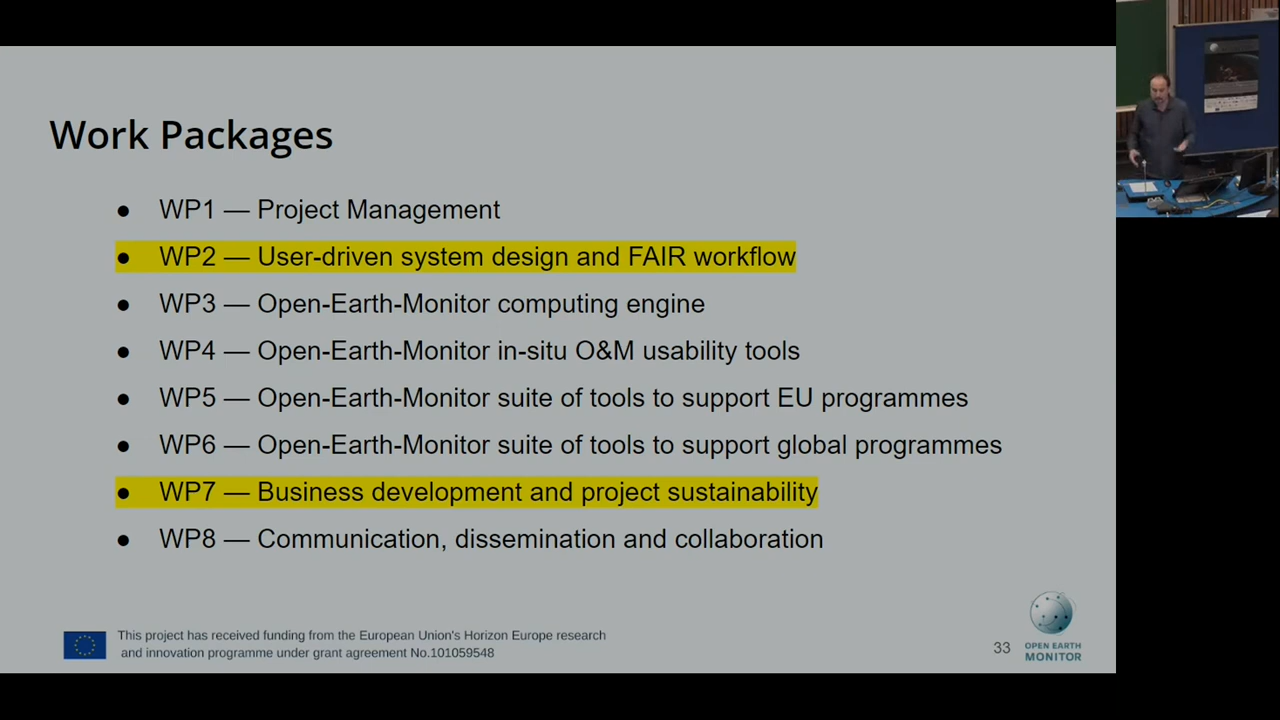 Work Packages
● WP1 — Project Management
● WP2 — User-driven system design and FAIR workflow
● WP3 — Open-Earth-Monitor computing engine
● WP4 — Open-Earth-Monitor in-situ O&M usability tools
● WP5 — Open-Earth-Monitor suite of tools to support EU programmes
● WP6 — Open-Earth-Monitor suite of tools to support global programmes
● WP7 — Business development and project sustainability
● WP8 — Communication, dissemination and collaboration
This project has received funding from the European Union's Horizon Europe research
and innovation programme under grant agreement No.101059548
33
OPEN EARTH
MONITOR